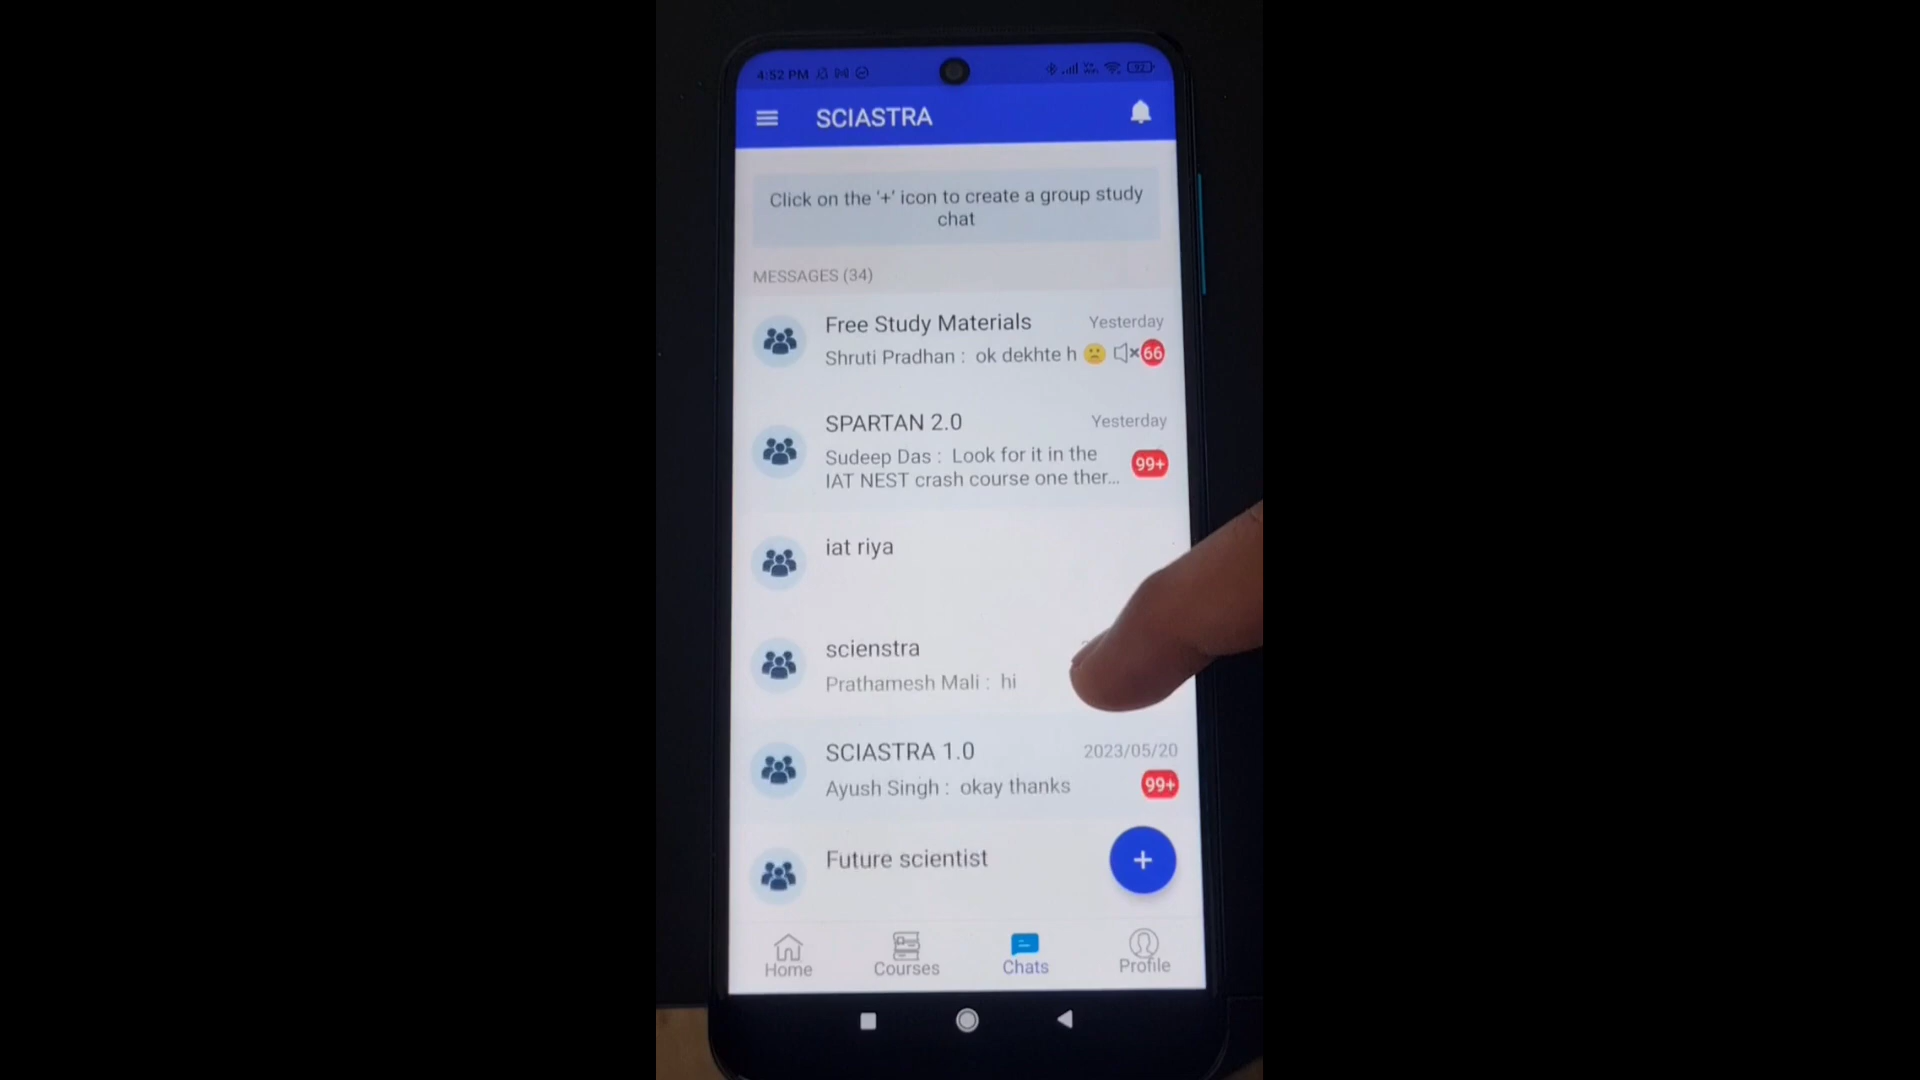 4:52 PM
92
SCIASTRA
Click on the '+' icon to create a group study
chat
MESSAGES (34)
Free Study Materials
Yesterday
Shruti Pradhan : ok dekhte h 🙁
66
SPARTAN 2.0
Yesterday
Sudeep Das : Look for it in the
IAT NEST crash course one ther...
99+
iat riya
scienstra
Prathamesh Mali : hi
SCIASTRA 1.0
2023/05/20
Ayush Singh : okay thanks
99+
Future scientist
+
Home
Courses
Chats
Profile